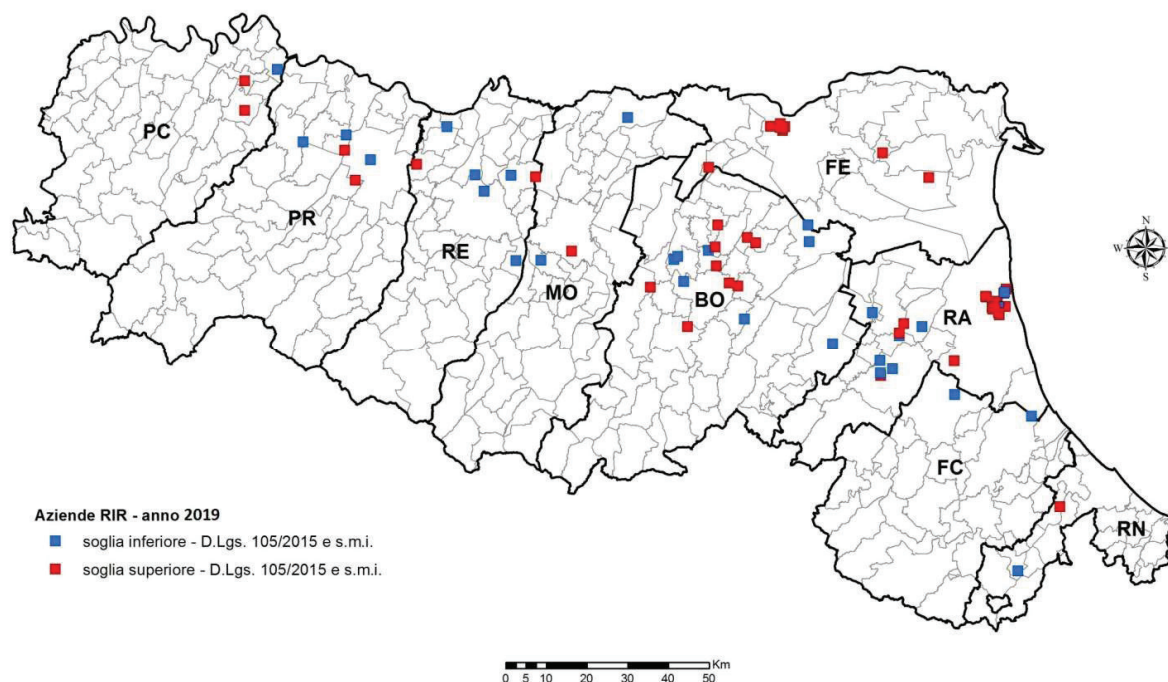 PC
PR
RE
MO
BO
FE
RA
FC
RN
N
W E
S
Aziende RIR - anno 2019
soglia inferiore - D.Lgs. 105/2015 e s.m.i.
soglia superiore - D.Lgs. 105/2015 e s.m.i.
Km
0 5 10 20 30 40 50